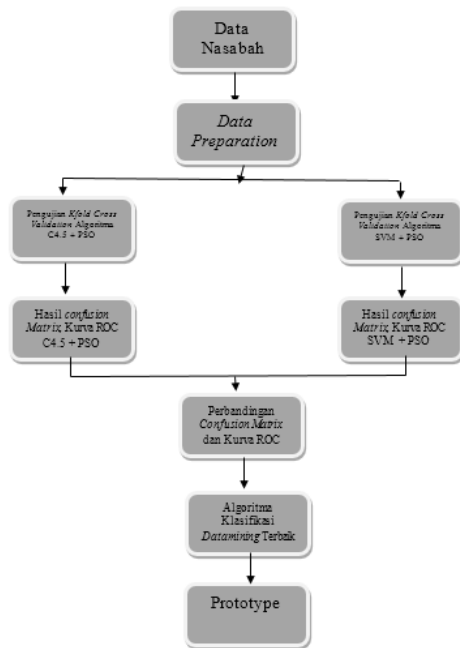 Data
Nasabah
Data
Preparation
Pengujian Kfold Cross
Validation Algoritma
C4.5 + PSO
Pengujian Kfold Cross
Validation Algoritma
SVM + PSO
Hasil confusion
Matrix, Kurva ROC
C4.5 + PSO
Hasil confusion
Matrix, Kurva ROC
SVM + PSO
Perbandingan
Confusion Matrix
dan Kurva ROC
Algoritma
Klasifikasi
Datamining Terbaik
Prototype